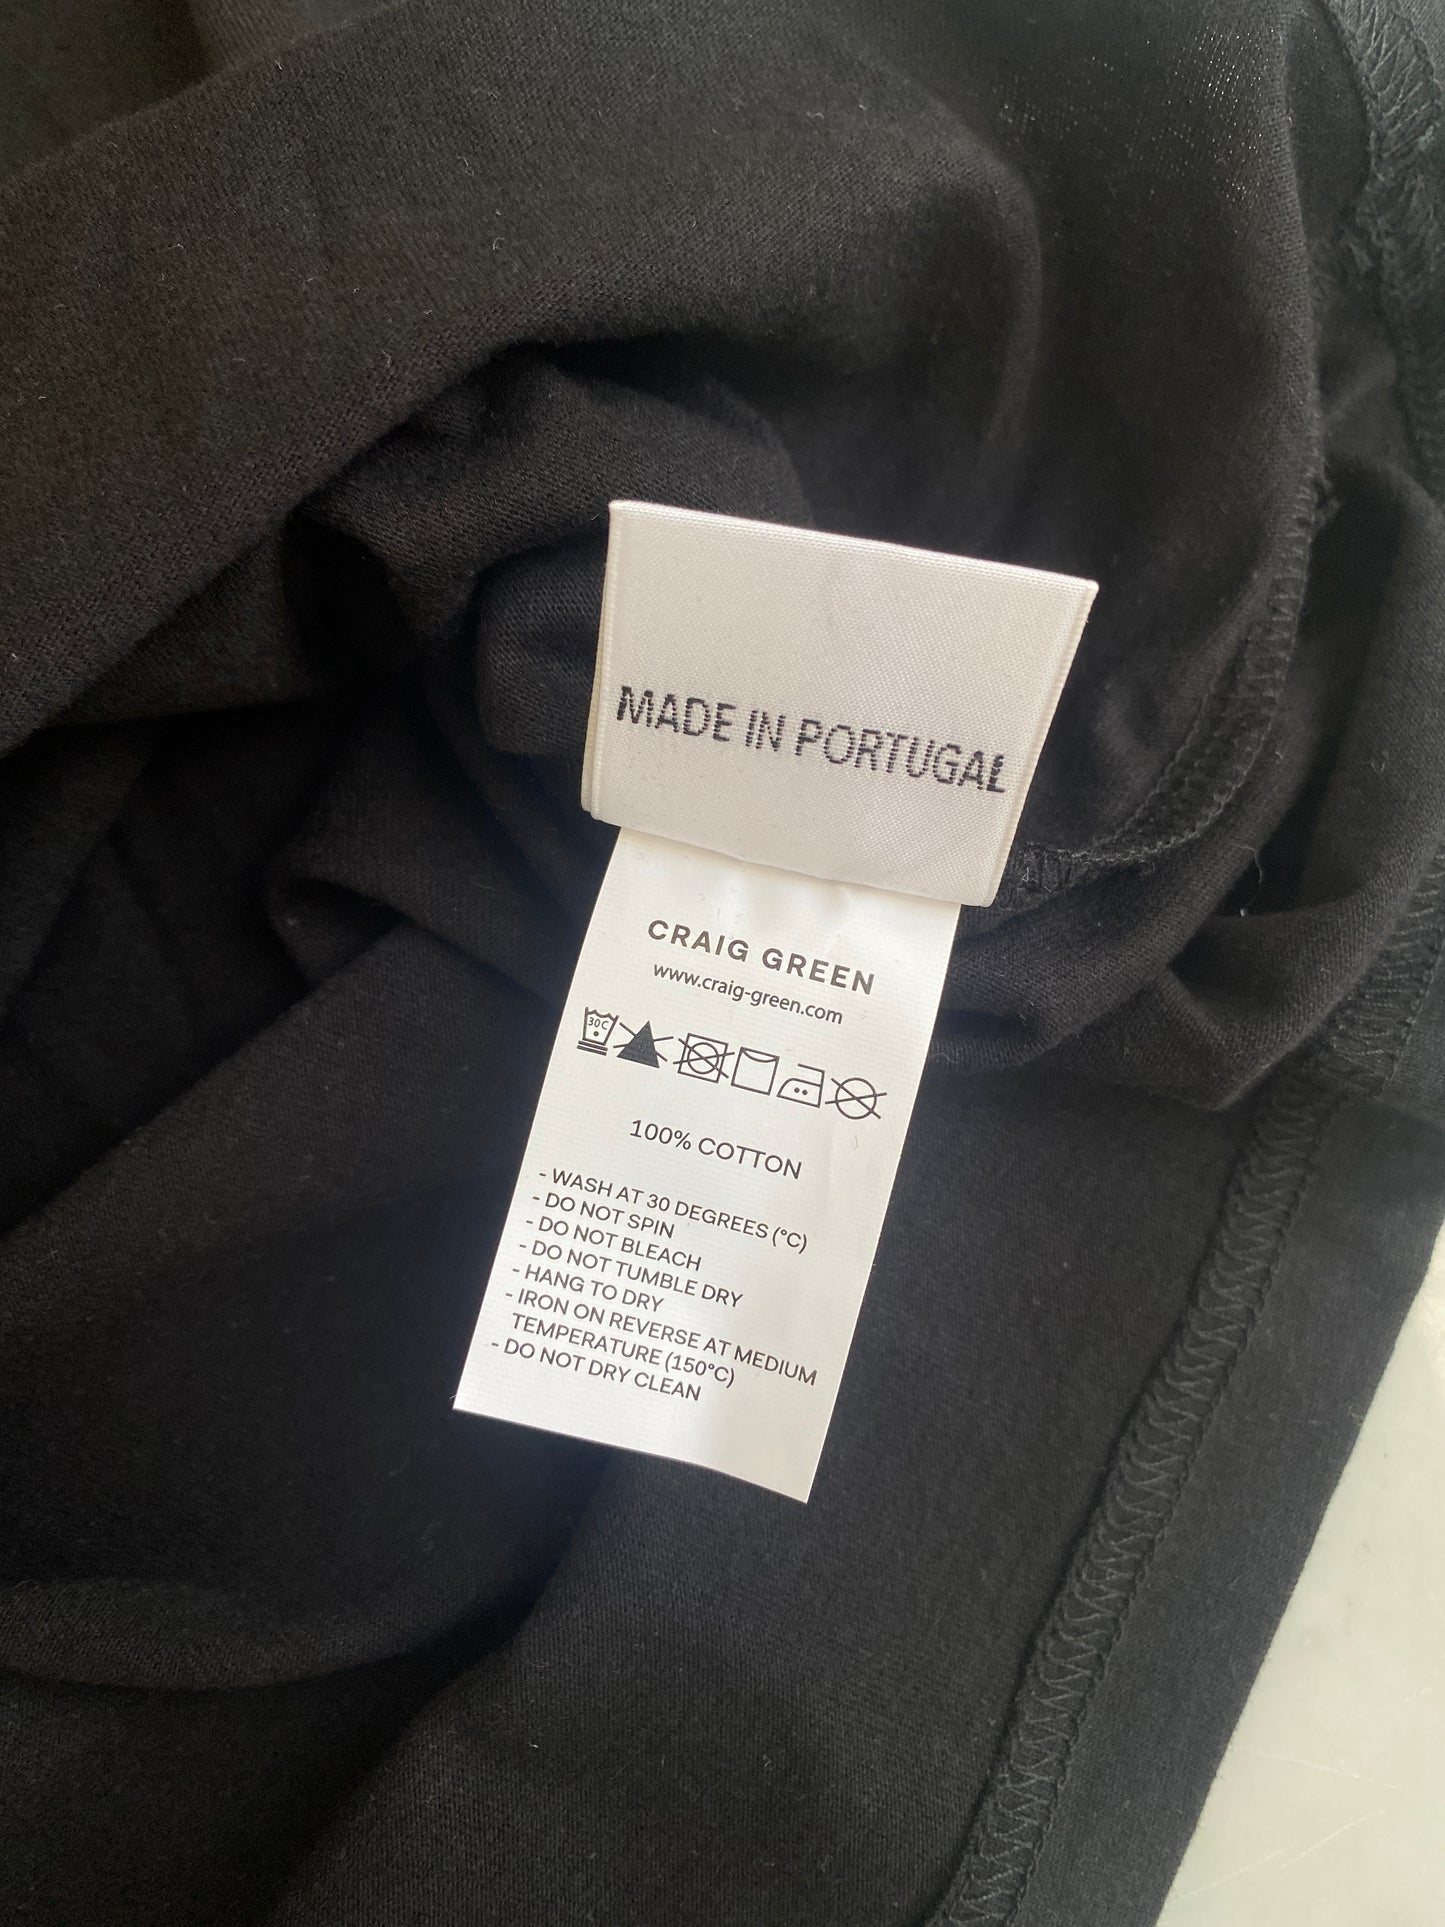 MADE IN PORTUGAL
CRAIG GREEN
www.craig-green.com
30C
100% COTTON
- WASH AT 30 DEGREES (°C)
- DO NOT SPIN
- DO NOT BLEACH
- DO NOT TUMBLE DRY
- HANG TO DRY
- IRON ON REVERSE AT MEDIUM
TEMPERATURE (150°C)
- DO NOT DRY CLEAN